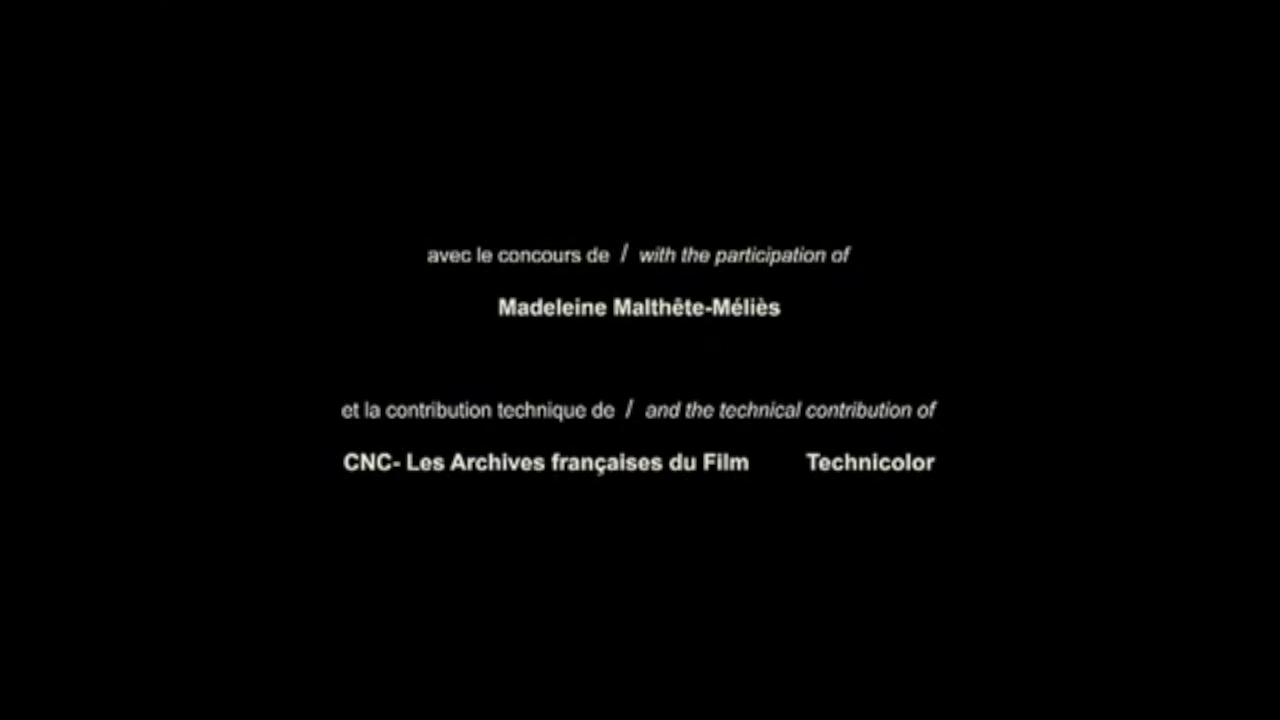 avec le concours de / with the participation of
Madeleine Malthête-Méliès
et la contribution technique de / and the technical contribution of
CNC- Les Archives françaises du Film Technicolor